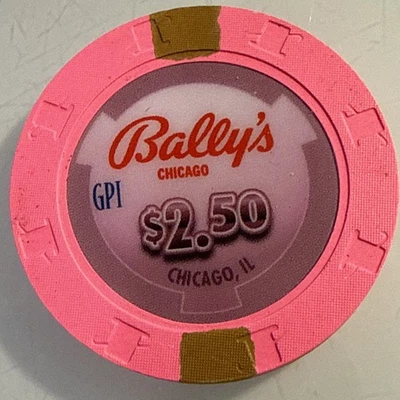 Bally's
CHICAGO
GPI
$2.50
CHICAGO, IL